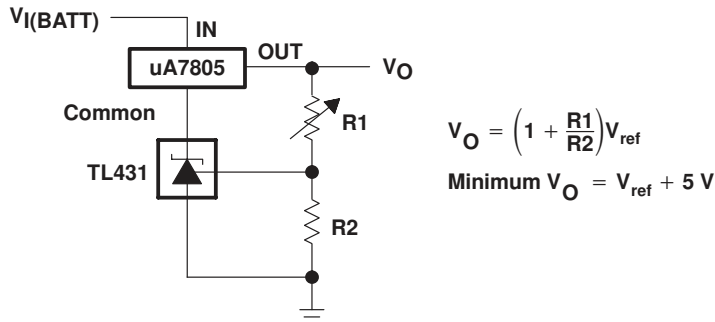 VI(BATT)
IN
OUT
uA7805
VO
Common
R1
TL431
R2
VO = (1 + R1/R2)Vref
Minimum VO = Vref + 5 V